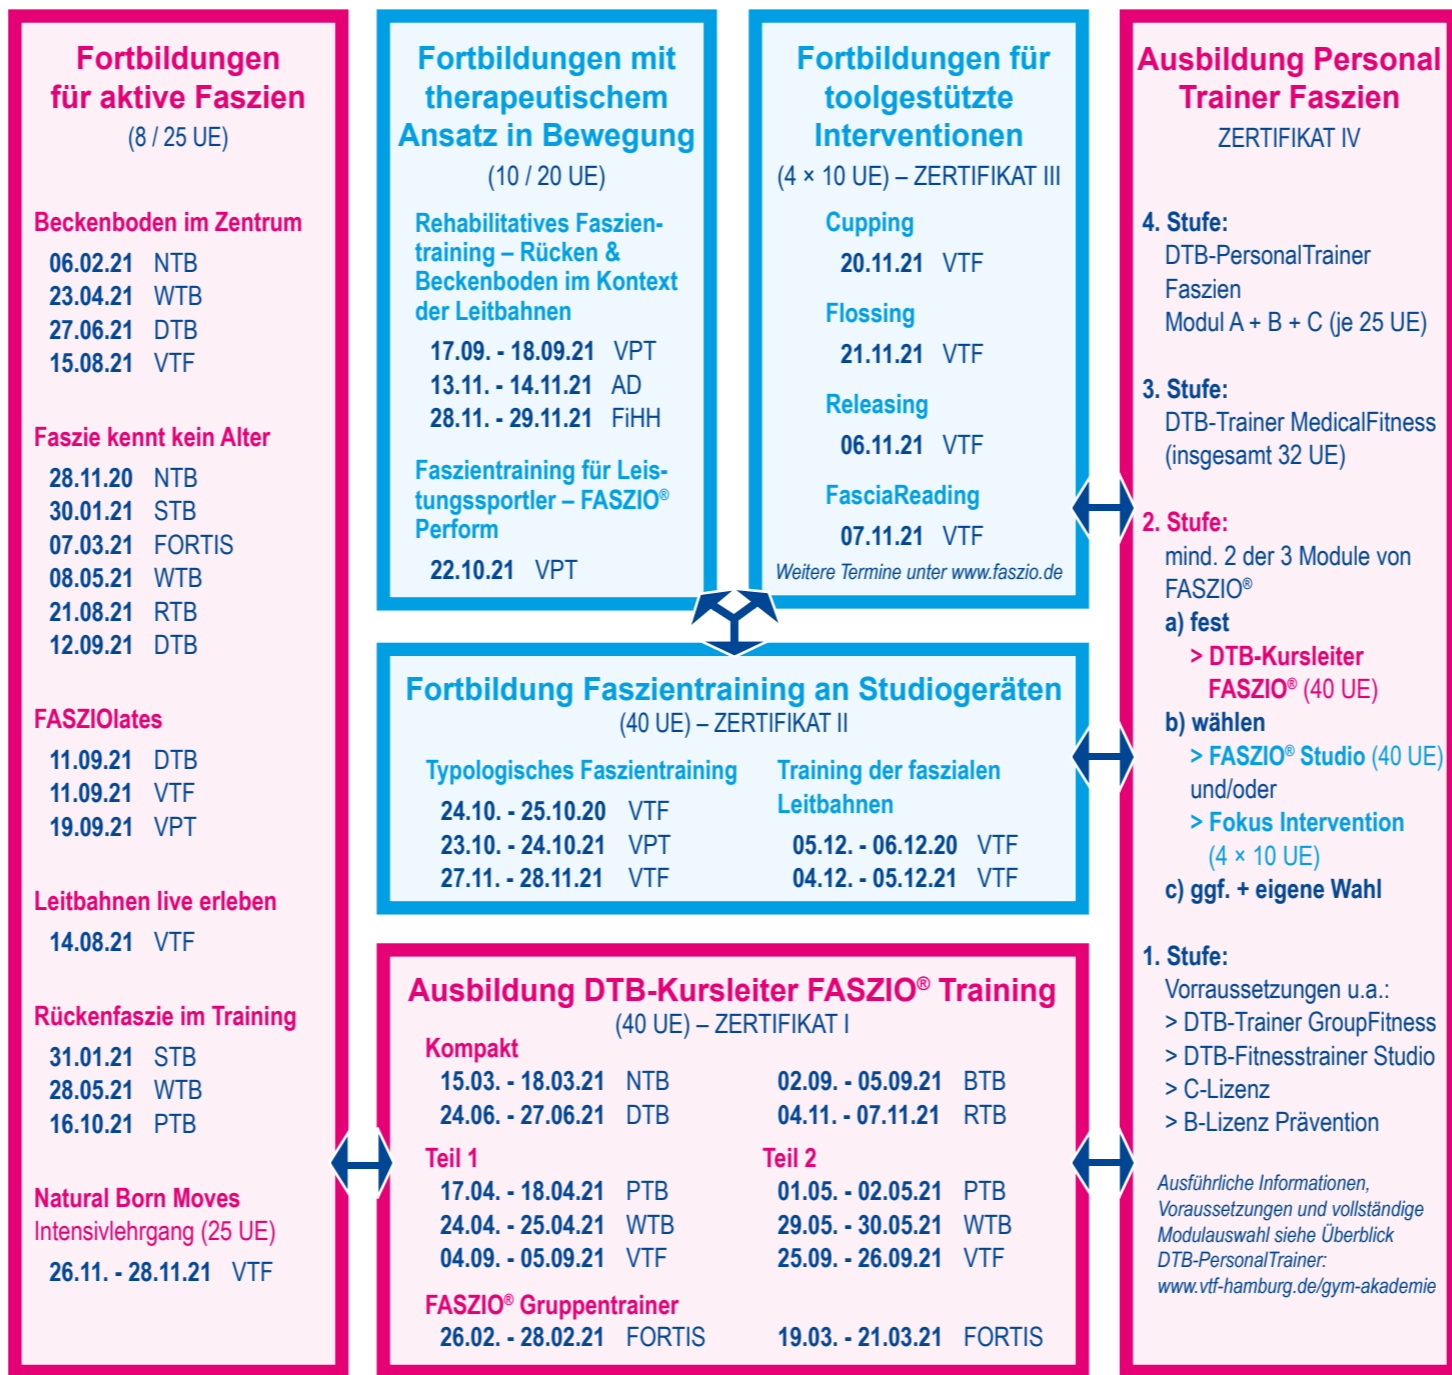 Fortbildungen
für aktive Faszien
(8 / 25 UE)
Beckenboden im Zentrum
06.02.21 NTB
23.04.21 WTB
27.06.21 DTB
15.08.21 VTF
Faszie kennt kein Alter
28.11.20 NTB
30.01.21 STB
07.03.21 FORTIS
08.05.21 WTB
21.08.21 RTB
12.09.21 DTB
FASZIOlates
11.09.21 DTB
11.09.21 VTF
19.09.21 VPT
Leitbahnen live erleben
14.08.21 VTF
Rückenfaszie im Training
31.01.21 STB
28.05.21 WTB
16.10.21 PTB
Natural Born Moves
Intensivlehrgang (25 UE)
26.11. - 28.11.21 VTF
Fortbildungen mit
therapeutischem
Ansatz in Bewegung
(10 / 20 UE)
Rehabilitatives Faszien-
training – Rücken &
Beckenboden im Kontext
der Leitbahnen
17.09. - 18.09.21 VPT
13.11. - 14.11.21 AD
28.11. - 29.11.21 FiHH
Faszientraining für Leis-
tungssportler – FASZIO®
Perform
22.10.21 VPT
Fortbildungen für
toolgestützte
Interventionen
(4 × 10 UE) – ZERTIFIKAT III
Cupping
20.11.21 VTF
Flossing
21.11.21 VTF
Releasing
06.11.21 VTF
FasciaReading
07.11.21 VTF
Weitere Termine unter www.faszio.de
Fortbildung Faszientraining an Studiogeräten
(40 UE) – ZERTIFIKAT II
Typologisches Faszientraining
24.10. - 25.10.20 VTF
23.10. - 24.10.21 VPT
27.11. - 28.11.21 VTF
Training der faszialen
Leitbahnen
05.12. - 06.12.20 VTF
04.12. - 05.12.21 VTF
Ausbildung DTB-Kursleiter FASZIO® Training
(40 UE) – ZERTIFIKAT I
Kompakt
15.03. - 18.03.21 NTB 02.09. - 05.09.21 BTB
24.06. - 27.06.21 DTB 04.11. - 07.11.21 RTB
Teil 1 Teil 2
17.04. - 18.04.21 PTB 01.05. - 02.05.21 PTB
24.04. - 25.04.21 WTB 29.05. - 30.05.21 WTB
04.09. - 05.09.21 VTF 25.09. - 26.09.21 VTF
FASZIO® Gruppentrainer
26.02. - 28.02.21 FORTIS 19.03. - 21.03.21 FORTIS
Ausbildung Personal
Trainer Faszien
ZERTIFIKAT IV
4. Stufe:
DTB-PersonalTrainer
Faszien
Modul A + B + C (je 25 UE)
3. Stufe:
DTB-Trainer MedicalFitness
(insgesamt 32 UE)
2. Stufe:
mind. 2 der 3 Module von
FASZIO®
a) fest
> DTB-Kursleiter
FASZIO® (40 UE)
b) wählen
> FASZIO® Studio (40 UE)
und/oder
> Fokus Intervention
(4 × 10 UE)
c) ggf. + eigene Wahl
1. Stufe:
Vorraussetzungen u.a.:
> DTB-Trainer GroupFitness
> DTB-Fitnesstrainer Studio
> C-Lizenz
> B-Lizenz Prävention
Ausführliche Informationen,
Voraussetzungen und vollständige
Modulauswahl siehe Überblick
DTB-PersonalTrainer:
www.vtf-hamburg.de/gym-akademie